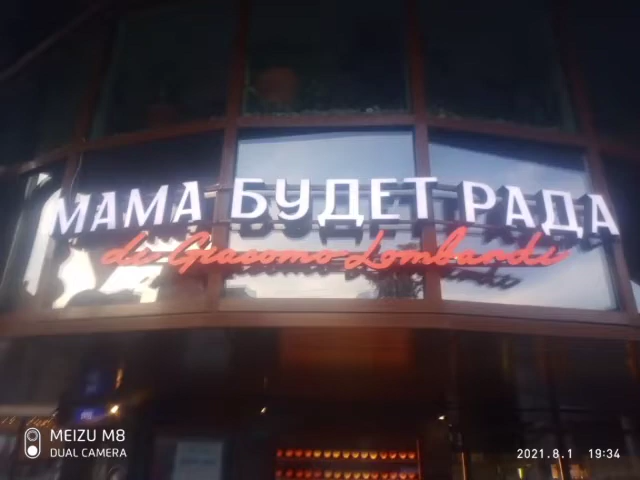 МАМА БУДЕТ РАДА
di Giacomo Lombardi
MEIZU M8
DUAL CAMERA
2021.8.1 19:34